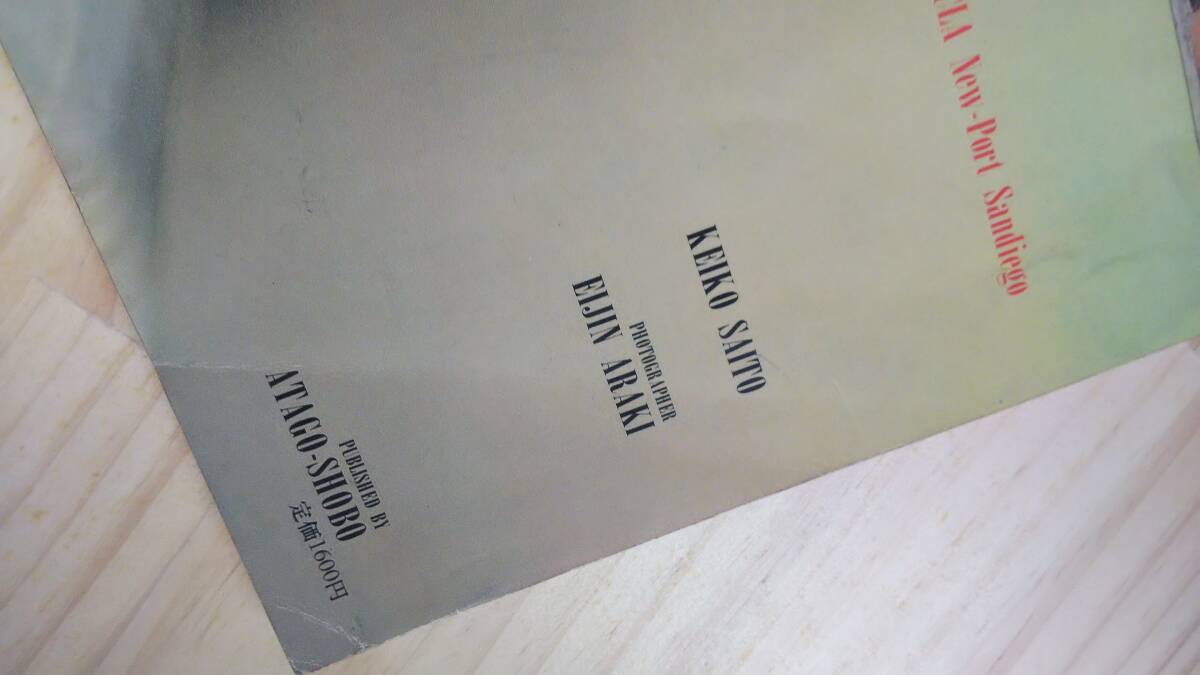 New-Port Sandiego
KEIKO SAITO
PHOTOGRAPHER
EIJIN ARAKI
PUBLISHED BY
ATAGO-SHOBO
定価1600円